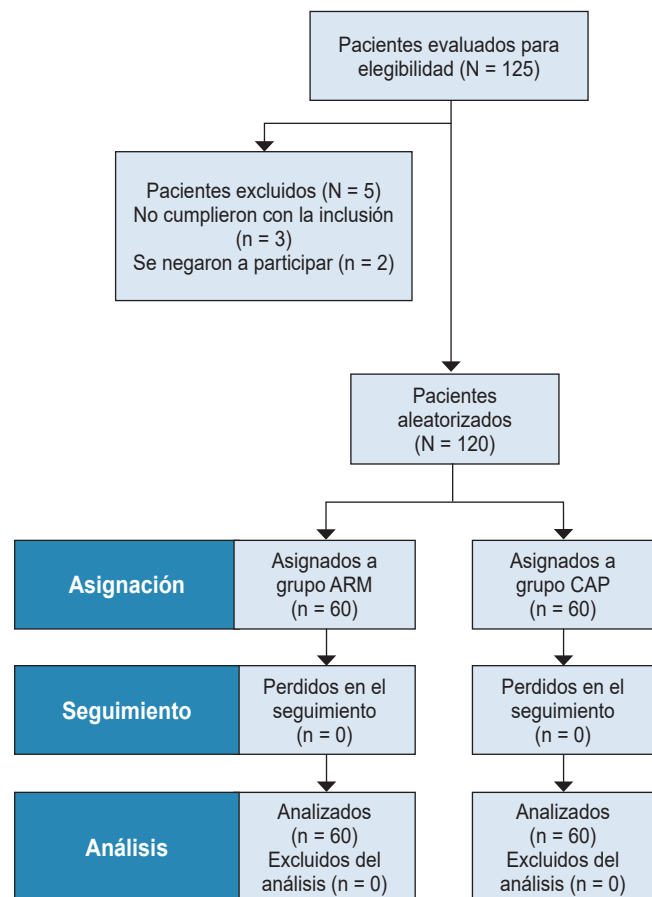 Pacientes evaluados para
elegibilidad (N = 125)
Pacientes excluidos (N = 5)
No cumplieron con la inclusión
(n = 3)
Se negaron a participar (n = 2)
Pacientes
aleatorizados
(N = 120)
Asignación
Asignados a
grupo ARM
(n = 60)
Asignados a
grupo CAP
(n = 60)
Seguimiento
Perdidos en el
seguimiento
(n = 0)
Perdidos en el
seguimiento
(n = 0)
Análisis
Analizados
(n = 60)
Excluidos del
análisis (n = 0)
Analizados
(n = 60)
Excluidos del
análisis (n = 0)